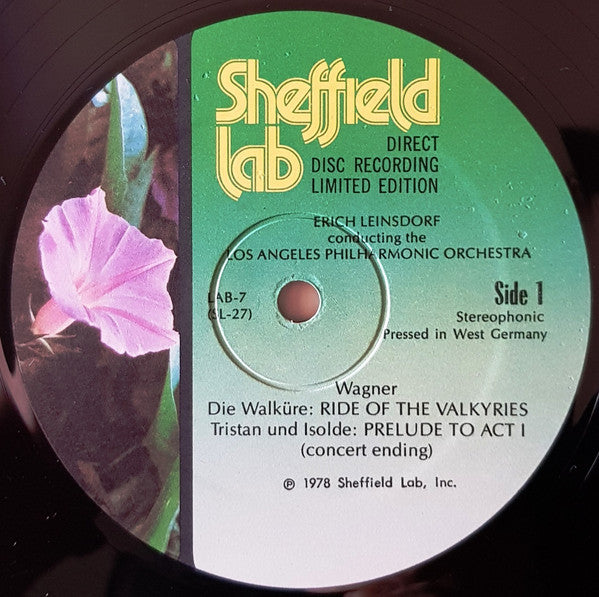 Sheffield
Lab
DIRECT
DISC RECORDING
LIMITED EDITION
ERICH LEINSDORF
conducting the
LOS ANGELES PHILHARMONIC ORCHESTRA
LAB-7
(SL-27)
Side 1
Stereophonic
Pressed in West Germany
Wagner
Die Walküre: RIDE OF THE VALKYRIES
Tristan und Isolde: PRELUDE TO ACT I
(concert ending)
℗ 1978 Sheffield Lab, Inc.